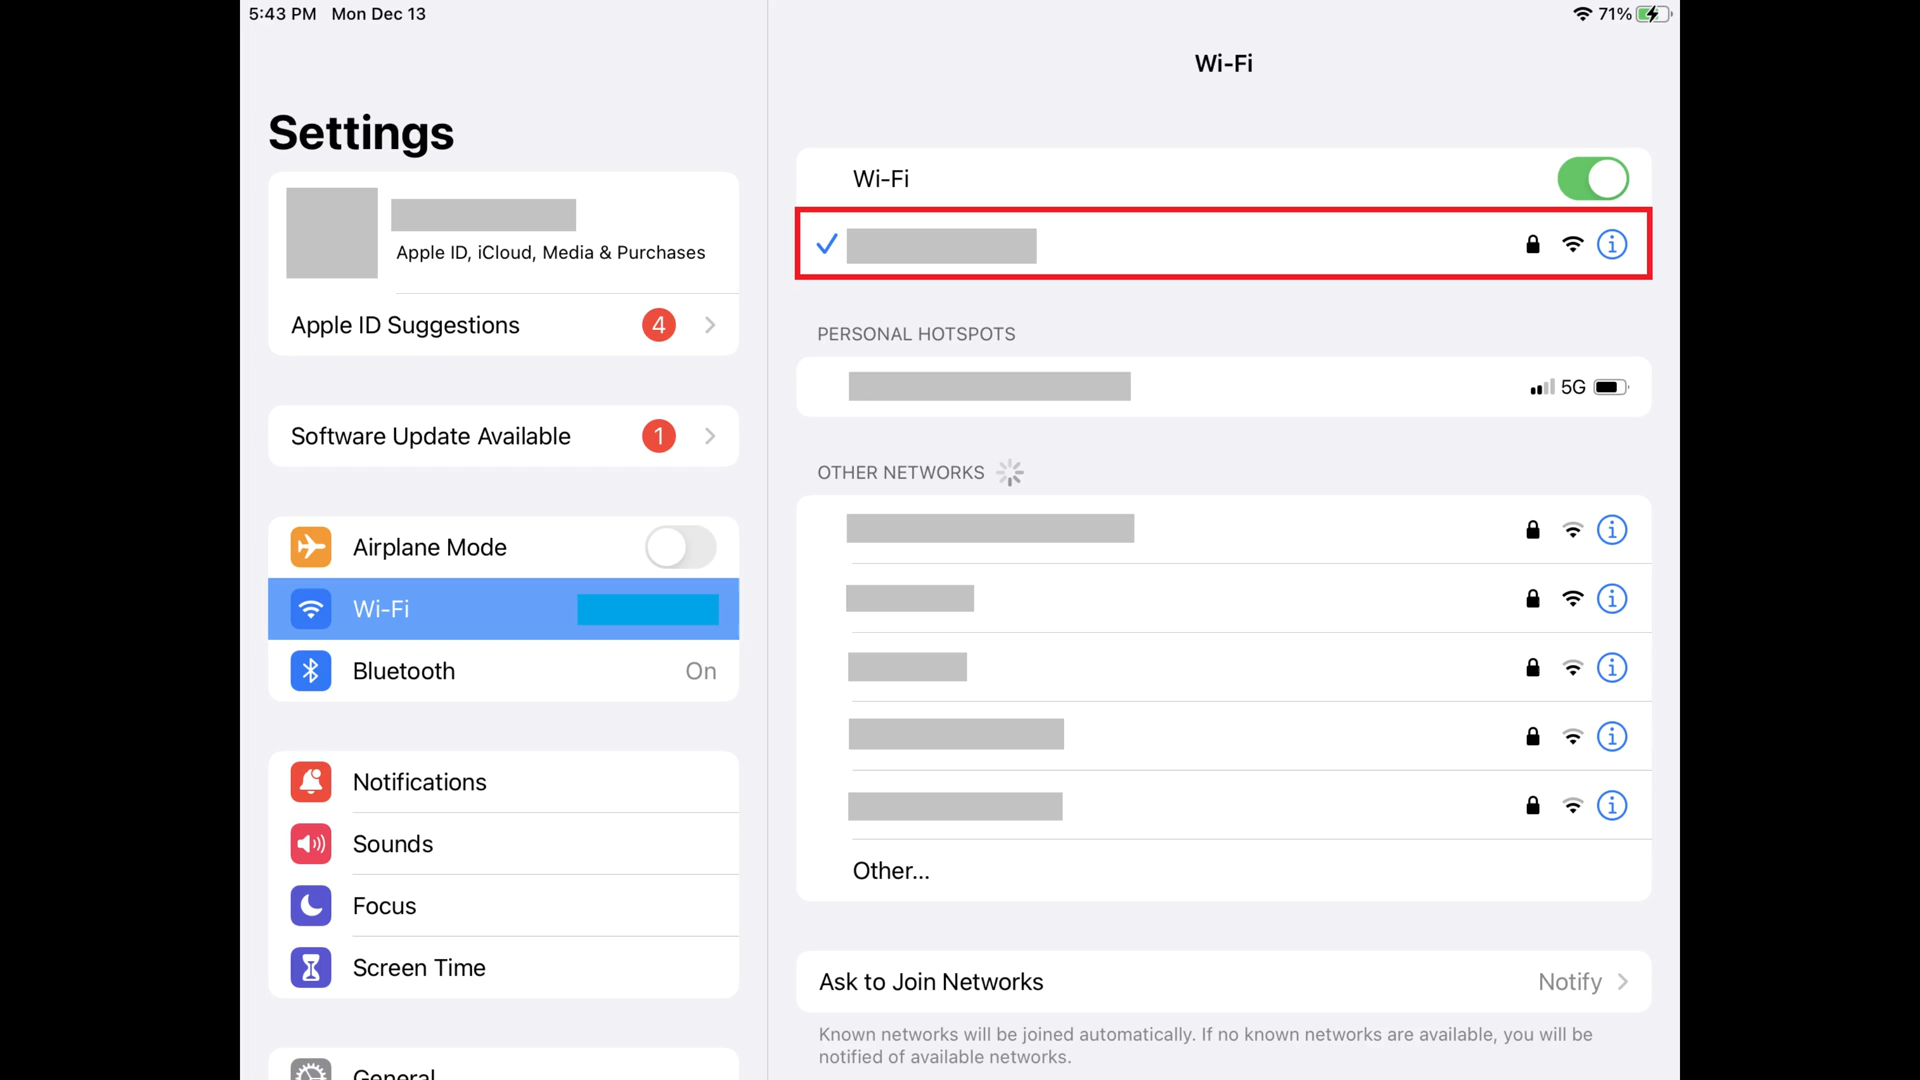 5:43 PM Mon Dec 13
71%
Settings
Apple ID, iCloud, Media & Purchases
Apple ID Suggestions 4
Software Update Available 1
Airplane Mode
Wi-Fi
Bluetooth On
Notifications
Sounds
Focus
Screen Time
General
Wi-Fi
Wi-Fi
PERSONAL HOTSPOTS
5G
OTHER NETWORKS
Other...
Ask to Join Networks Notify
Known networks will be joined automatically. If no known networks are available, you will be
notified of available networks.